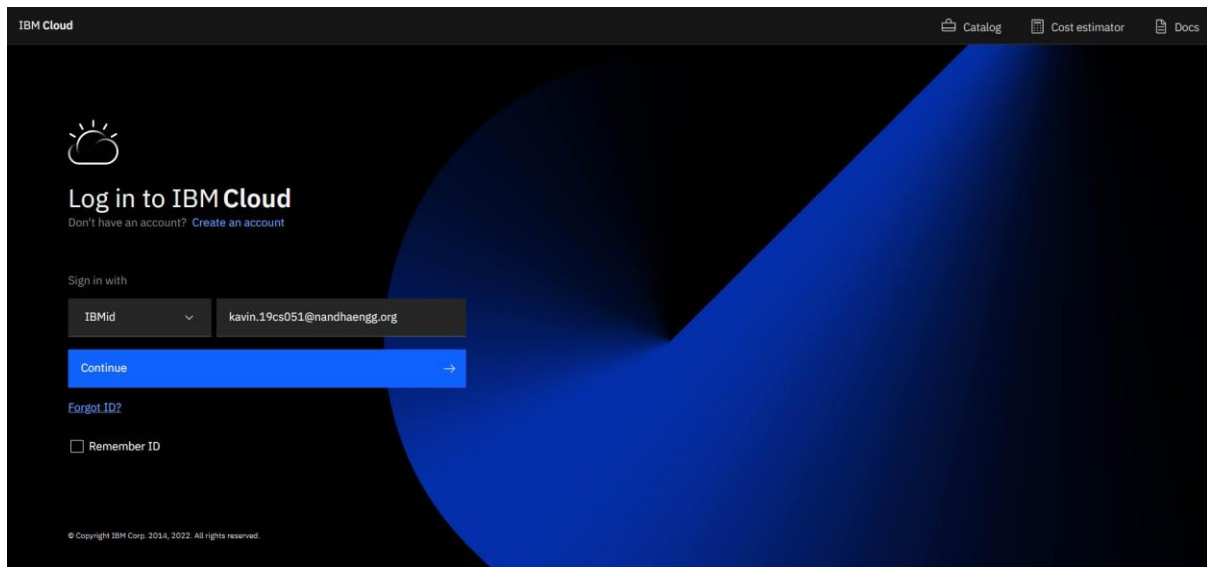 IBM Cloud
Catalog
Cost estimator
Docs
Log in to IBM Cloud
Don't have an account? Create an account
Sign in with
IBMid
kavin.19cs051@nandhaengg.org
Continue
Forgot ID?
Remember ID
© Copyright IBM Corp. 2014, 2022. All rights reserved.